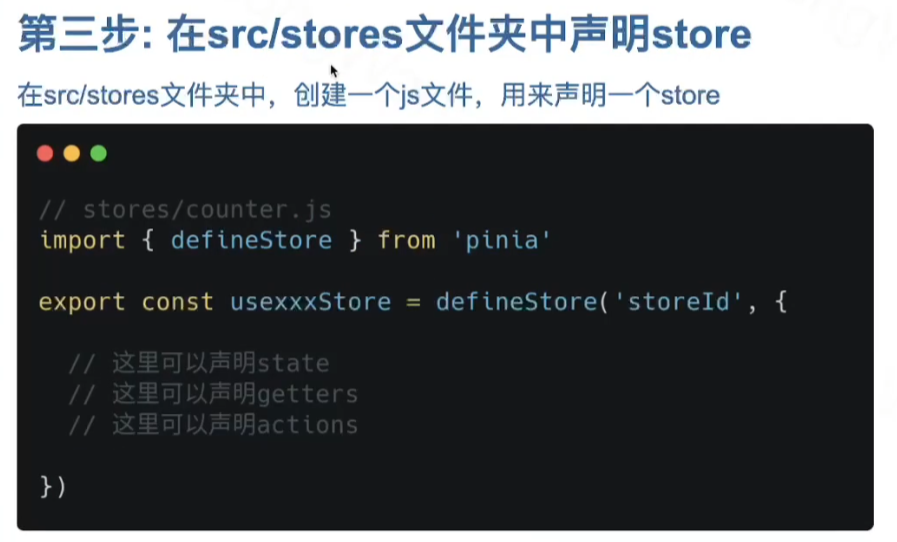 第三步: 在src/stores文件夹中声明store
在src/stores文件夹中，创建一个js文件，用来声明一个store
// stores/counter.js
import { defineStore } from 'pinia'
export const usexxxStore = defineStore('storeId', {
// 这里可以声明state
// 这里可以声明getters
// 这里可以声明actions
})